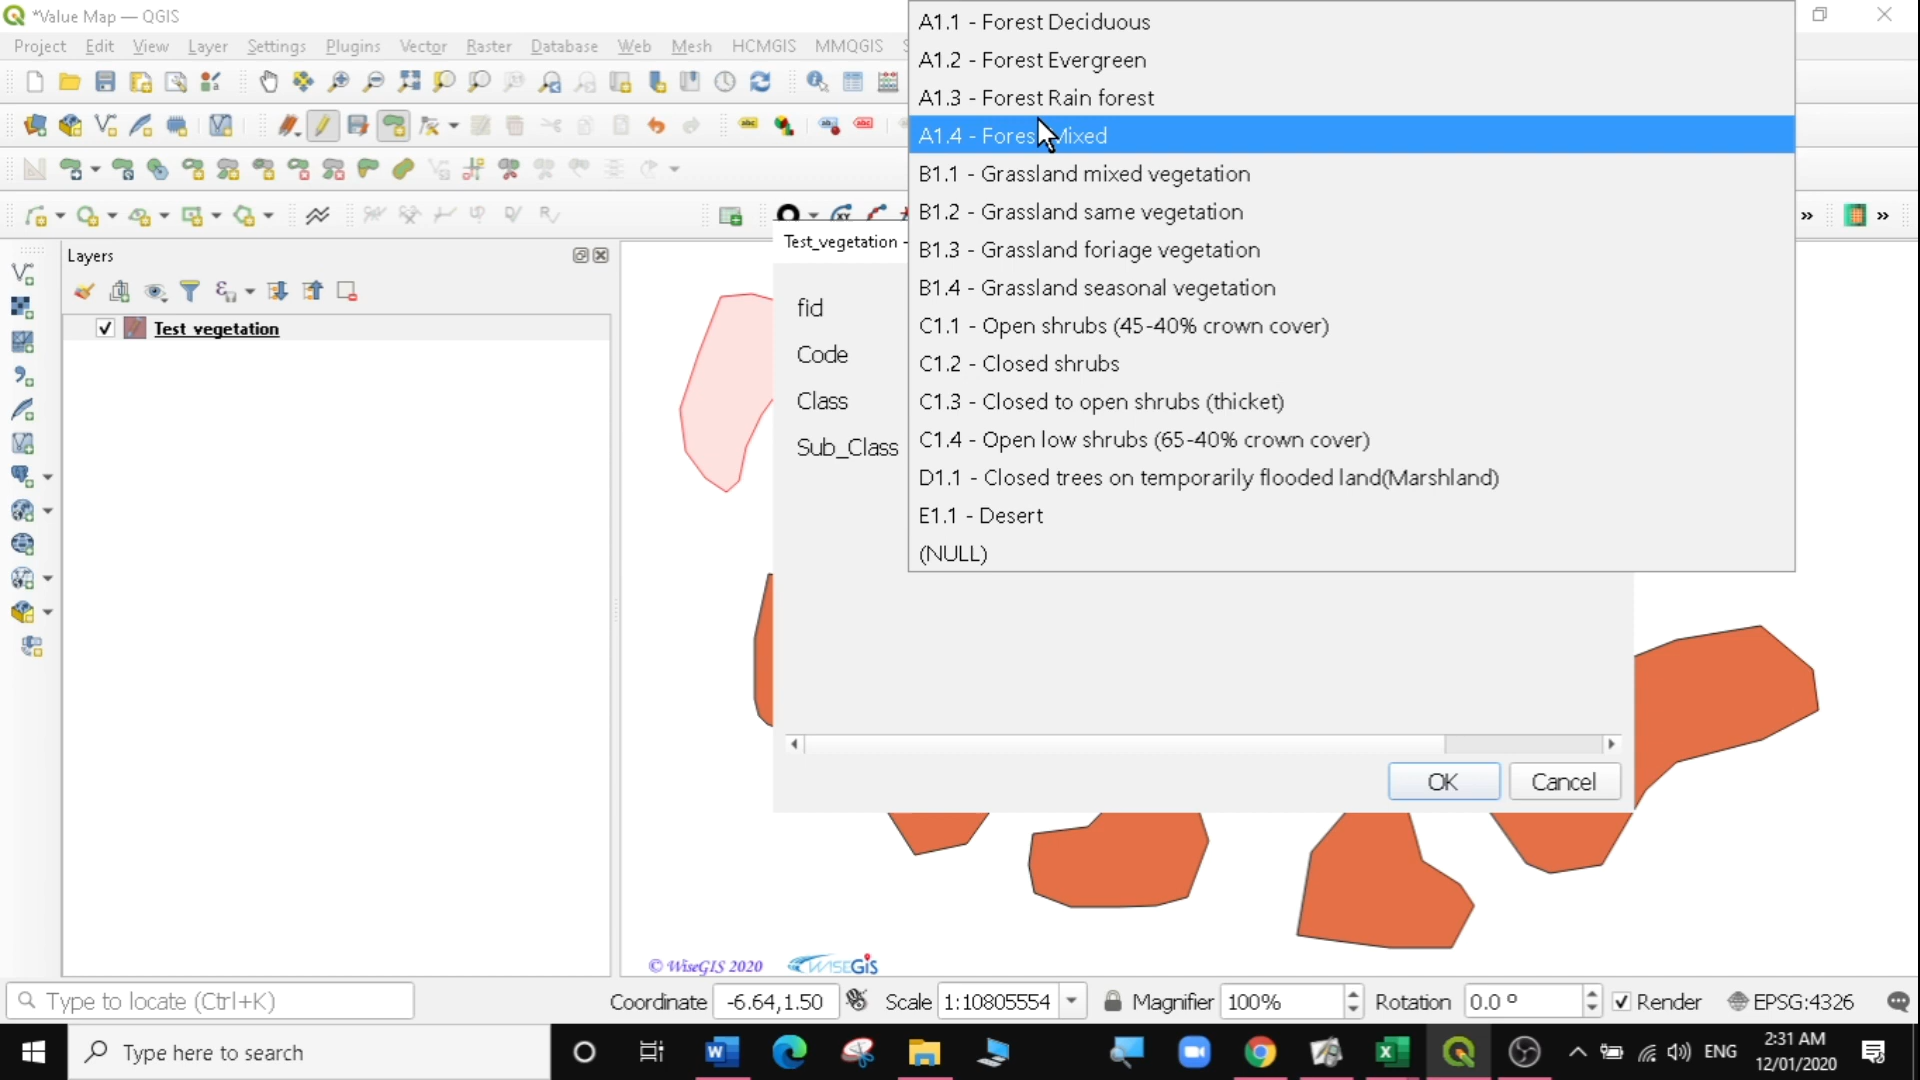 *Value Map — QGIS
Project Edit View Layer Settings Plugins Vector Raster Database Web Mesh HCMGIS MMQGIS
A1.1 - Forest Deciduous
A1.2 - Forest Evergreen
A1.3 - Forest Rain forest
A1.4 - Forest Mixed
B1.1 - Grassland mixed vegetation
B1.2 - Grassland same vegetation
B1.3 - Grassland foriage vegetation
B1.4 - Grassland seasonal vegetation
C1.1 - Open shrubs (45-40% crown cover)
C1.2 - Closed shrubs
C1.3 - Closed to open shrubs (thicket)
C1.4 - Open low shrubs (65-40% crown cover)
D1.1 - Closed trees on temporarily flooded land(Marshland)
E1.1 - Desert
(NULL)
Layers
Test_vegetation
Test_vegetation -
fid
Code
Class
Sub_Class
OK Cancel
© WiseGIS 2020 WISEGIS
Type to locate (Ctrl+K) Coordinate -6.64,1.50 Scale 1:10805554 Magnifier 100% Rotation 0.0 ° Render EPSG:4326
Type here to search ENG 2:31 AM
12/01/2020